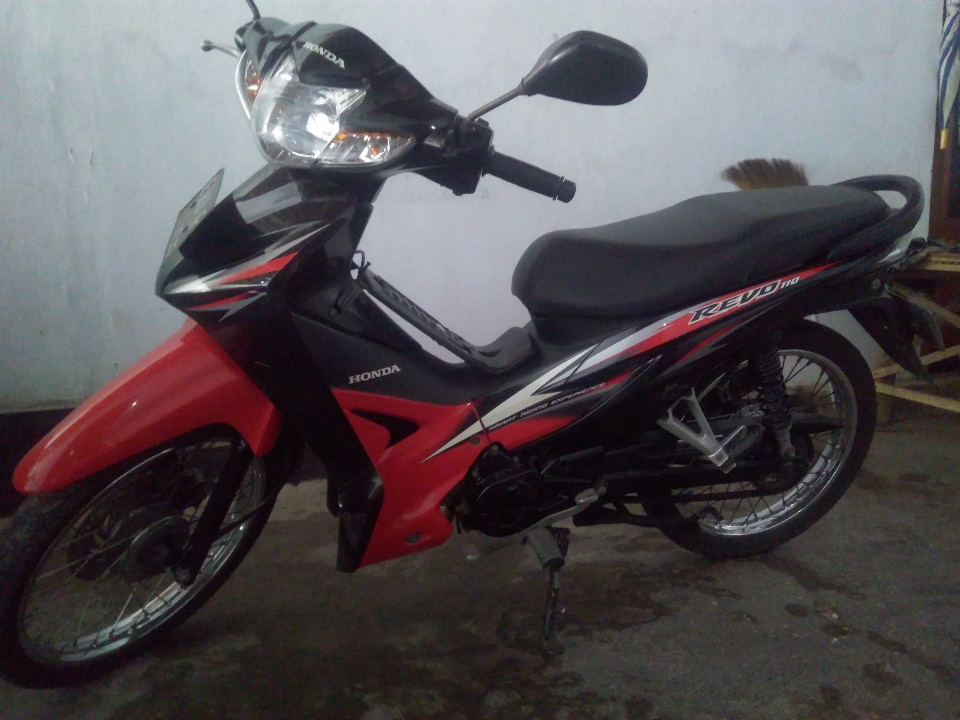 HONDA
HONDA
REVO 110
SMART RIDING EXPERIENCE